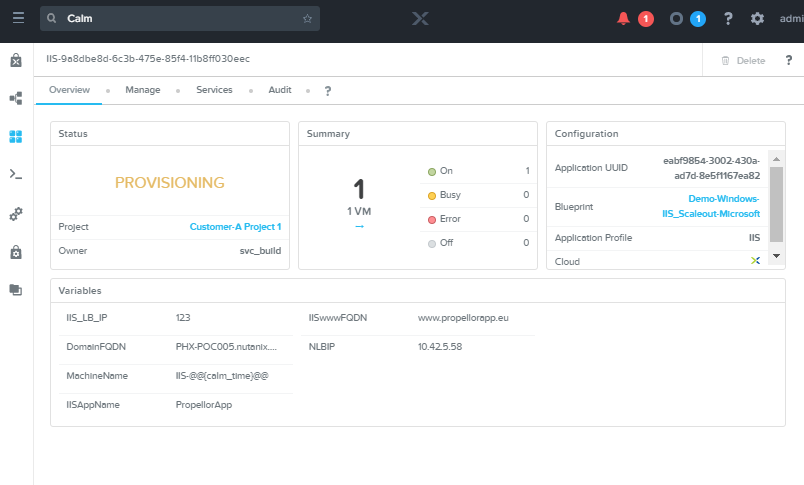 Calm
1
1
?
admi
IIS-9a8dbe8d-6c3b-475e-85f4-11b8ff030eec
Delete
?
Overview
Manage
Services
Audit
?
Status
PROVISIONING
Project
Customer-A Project 1
Owner
svc_build
Summary
1
1 VM
→
On
1
Busy
0
Error
0
Off
0
Configuration
Application UUID
eabf9854-3002-430a-
ad7d-8e5f1167ea82
Blueprint
Demo-Windows-
IIS_Scaleout-Microsoft
Application Profile
IIS
Cloud
Variables
IIS_LB_IP
123
IISwwwFQDN
www.propellorapp.eu
DomainFQDN
PHX-POC005.nutanix....
NLBIP
10.42.5.58
MachineName
IIS-@@{calm_time}@@
IISAppName
PropellorApp